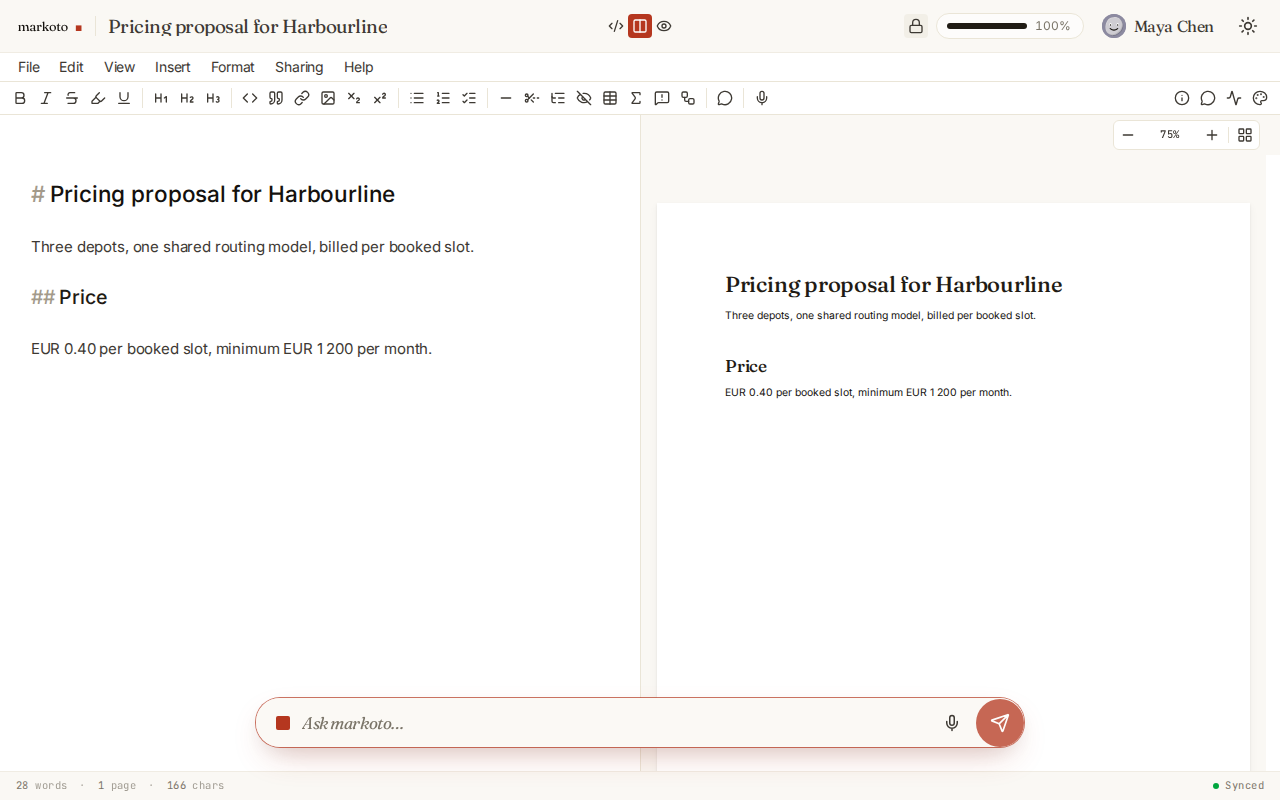 markoto
Pricing proposal for Harbourline
100%
Maya Chen
File Edit View Insert Format Sharing Help
H1 H2 H3
75%
# Pricing proposal for Harbourline
Three depots, one shared routing model, billed per booked slot.
## Price
EUR 0.40 per booked slot, minimum EUR 1 200 per month.
Pricing proposal for Harbourline
Three depots, one shared routing model, billed per booked slot.
Price
EUR 0.40 per booked slot, minimum EUR 1 200 per month.
Ask markoto...
28 words · 1 page · 166 chars
Synced